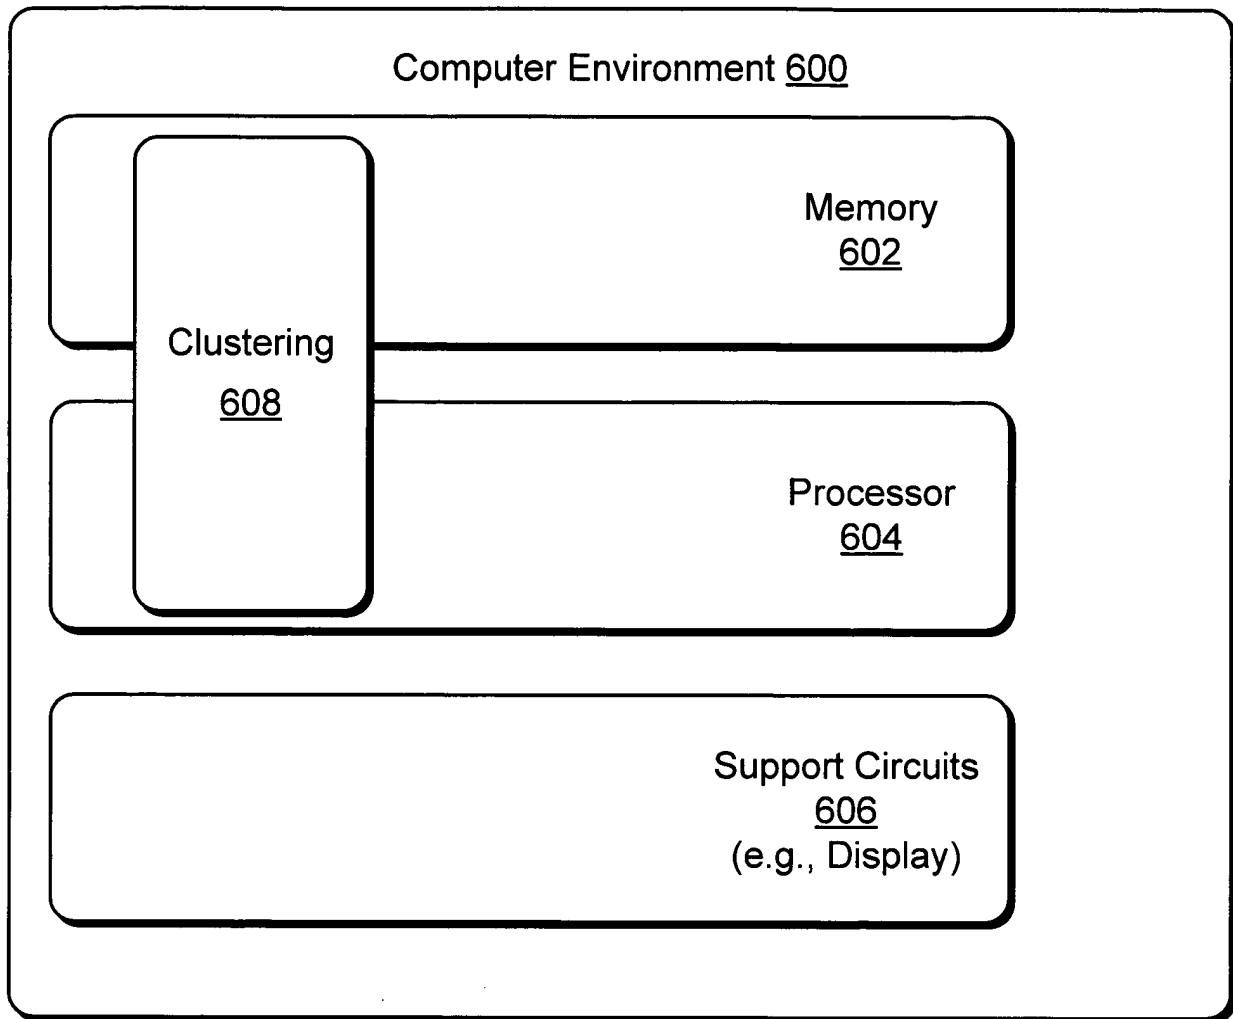 Computer Environment 600
Memory
602
Clustering
608
Processor
604
Support Circuits
606
(e.g., Display)